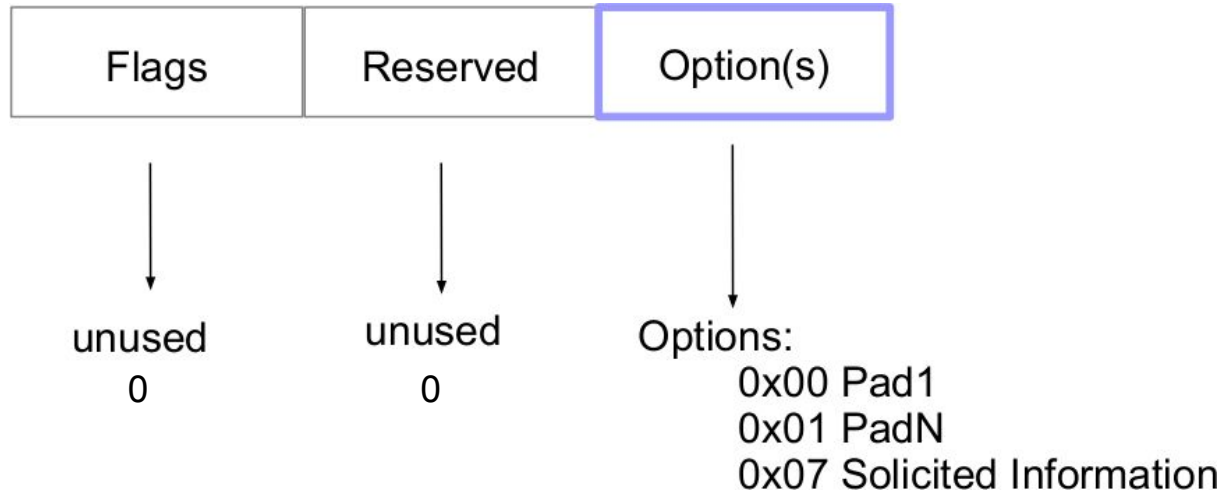 Flags Reserved Option(s)
unused unused Options:
0 0 0x00 Pad1
0x01 PadN
0x07 Solicited Information